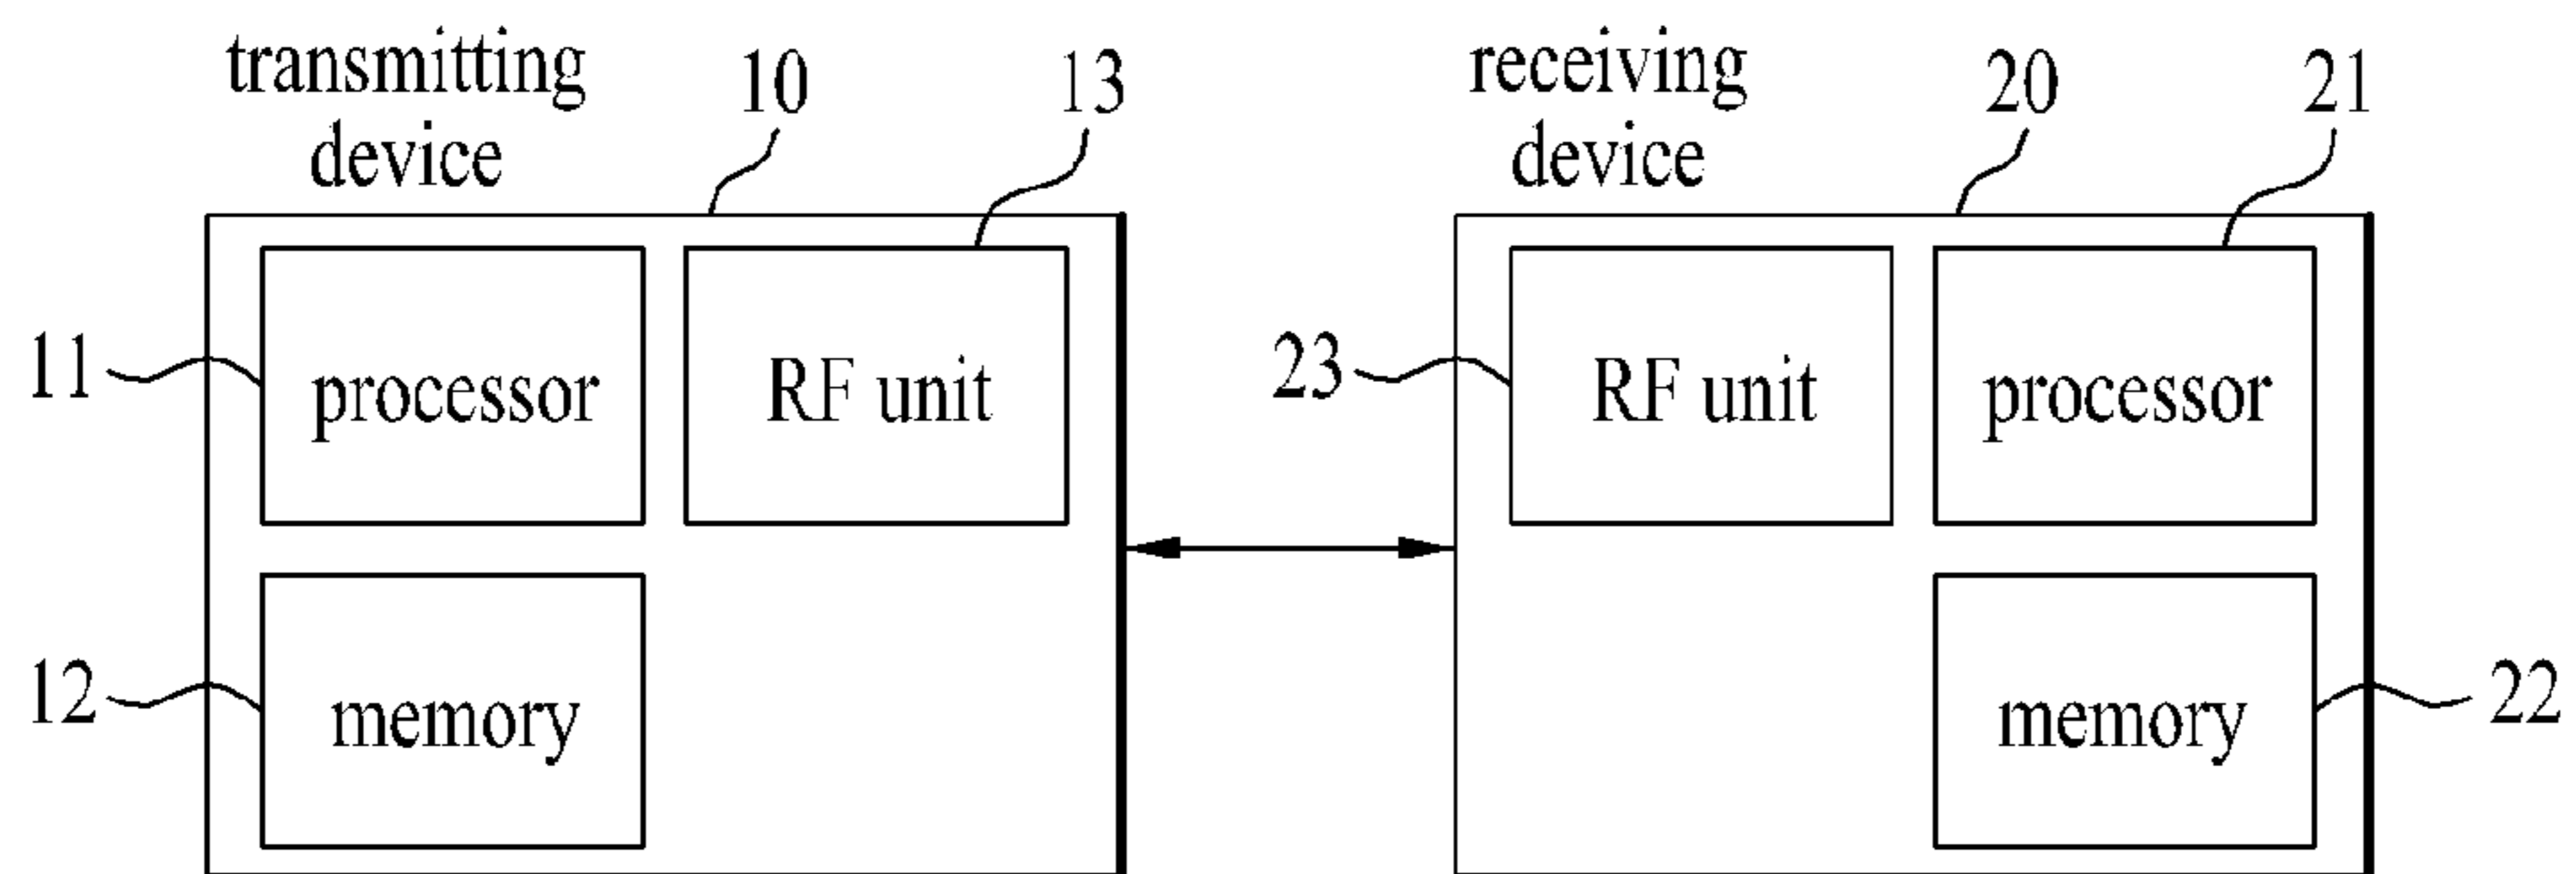 transmitting
device
10
13
receiving
device
20
21
11
processor
RF unit
23
RF unit
processor
12
memory
memory
22